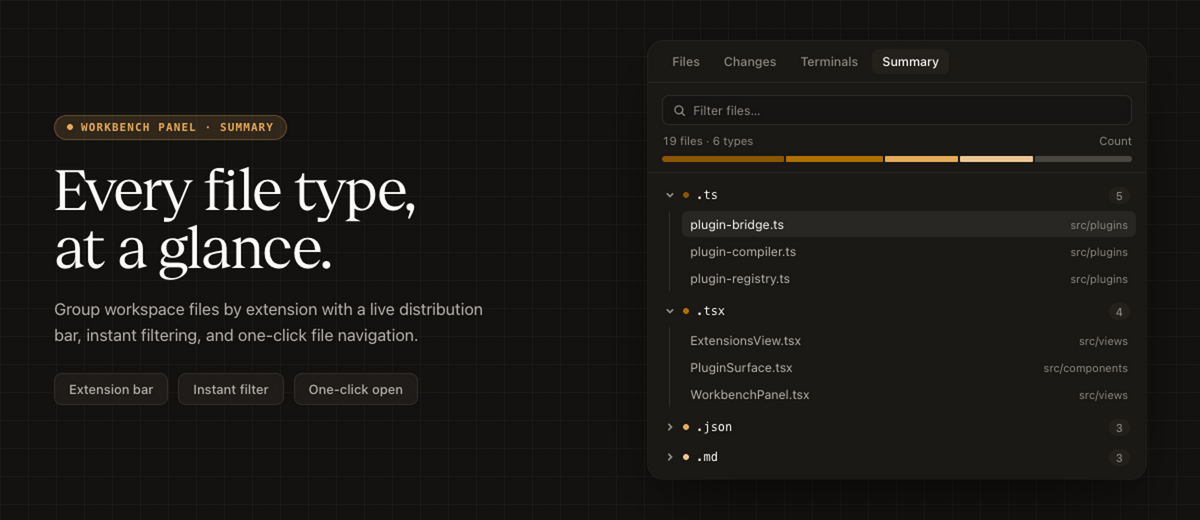 WORKBENCH PANEL · SUMMARY
Every file type,
at a glance.
Group workspace files by extension with a live distribution
bar, instant filtering, and one-click file navigation.
Extension bar Instant filter One-click open
Files Changes Terminals Summary
Filter files...
19 files · 6 types Count
.ts 5
plugin-bridge.ts src/plugins
plugin-compiler.ts src/plugins
plugin-registry.ts src/plugins
.tsx 4
ExtensionsView.tsx src/views
PluginSurface.tsx src/components
WorkbenchPanel.tsx src/views
.json 3
.md 3